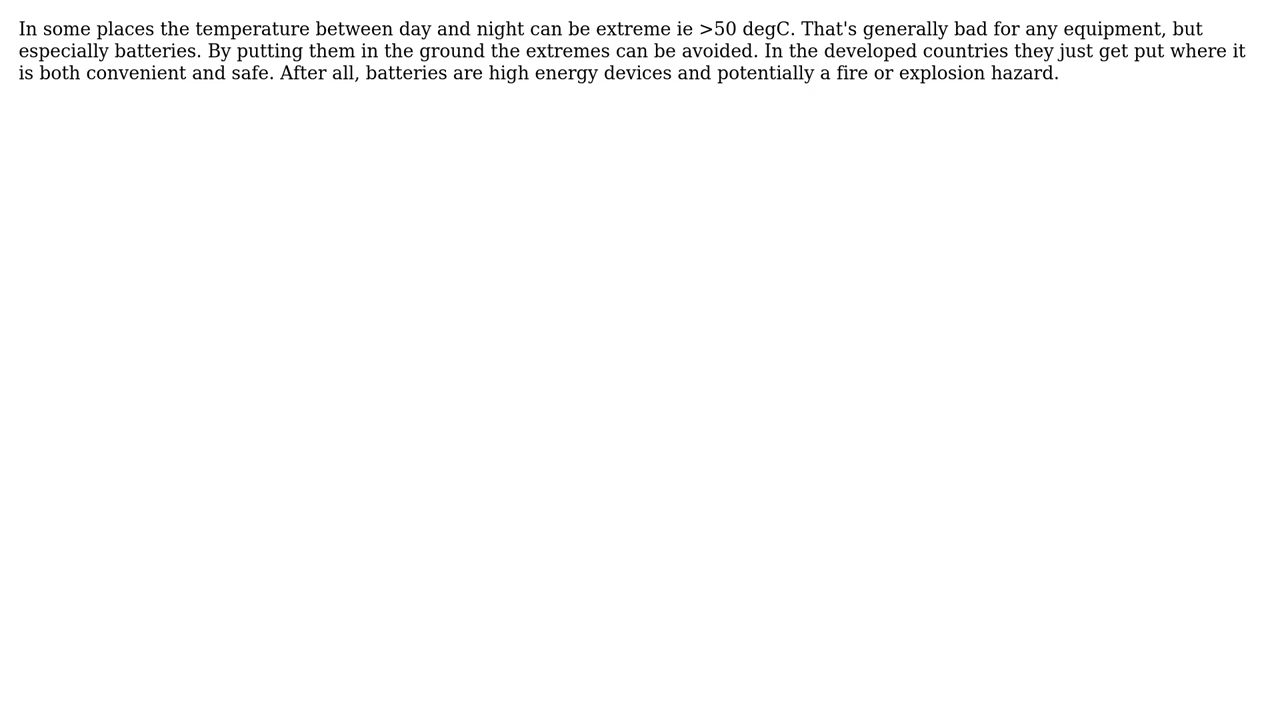 In some places the temperature between day and night can be extreme ie >50 degC. That's generally bad for any equipment, but
especially batteries. By putting them in the ground the extremes can be avoided. In the developed countries they just get put where it
is both convenient and safe. After all, batteries are high energy devices and potentially a fire or explosion hazard.